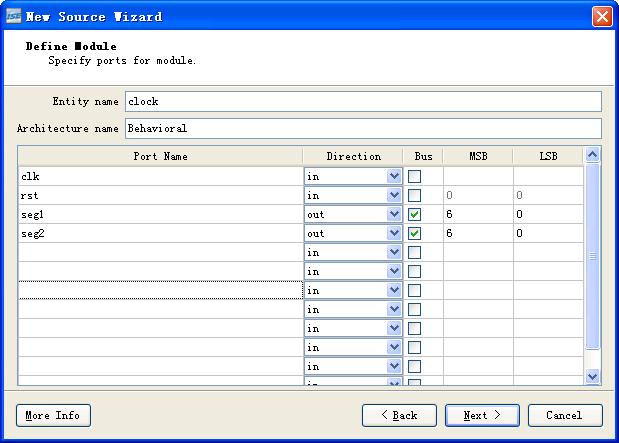 ISE New Source Wizard
Define Module
Specify ports for module.
Entity name clock
Architecture name Behavioral
Port Name Direction Bus MSB LSB
clk in
rst in 0 0
seg1 out 6 0
seg2 out 6 0
in
in
in
in
in
in
in
in
More Info < Back Next > Cancel